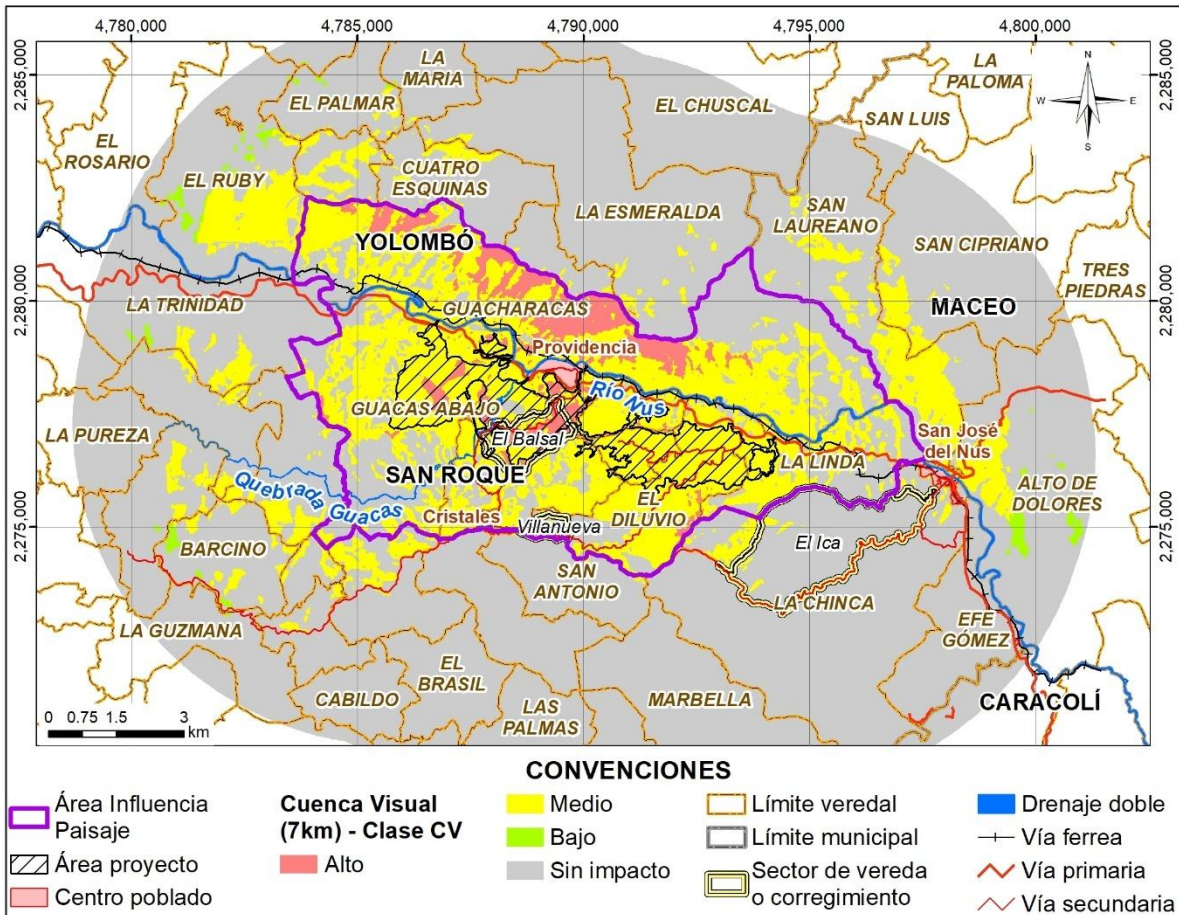 4,780,000 4,785,000 4,790,000 4,795,000 4,800,000
2,285,000 2,285,000
2,280,000 2,280,000
2,275,000 2,275,000
N
W E
S
LA
MARIA
LA
PALOMA
EL PALMAR
EL CHUSCAL
SAN LUIS
EL
ROSARIO
EL RUBY
CUATRO
ESQUINAS
LA ESMERALDA
SAN
LAUREANO
SAN CIPRIANO
YOLOMBÓ
TRES
PIEDRAS
LA TRINIDAD
GUACHARACAS
MACEO
Providencia
Río Nus
GUACAS ABAJO
LA PUREZA
El Balsal
San José
del Nus
SAN ROQUE
LA LINDA
Quebrada Guacas
ALTO DE
DOLORES
Cristales
Villanueva
EL
DILUVIO
El Ica
BARCINO
SAN
ANTONIO
LA CHINCA
LA GUZMANA
EFE
GÓMEZ
EL
BRASIL
CABILDO
LAS
PALMAS
MARBELLA
CARACOLÍ
0 0.75 1.5 3
km
CONVENCIONES
Área Influencia
Paisaje
Área proyecto
Centro poblado
Cuenca Visual
(7km) - Clase CV
Alto
Medio
Bajo
Sin impacto
Límite veredal
Límite municipal
Sector de vereda
o corregimiento
Drenaje doble
Vía ferrea
Vía primaria
Vía secundaria